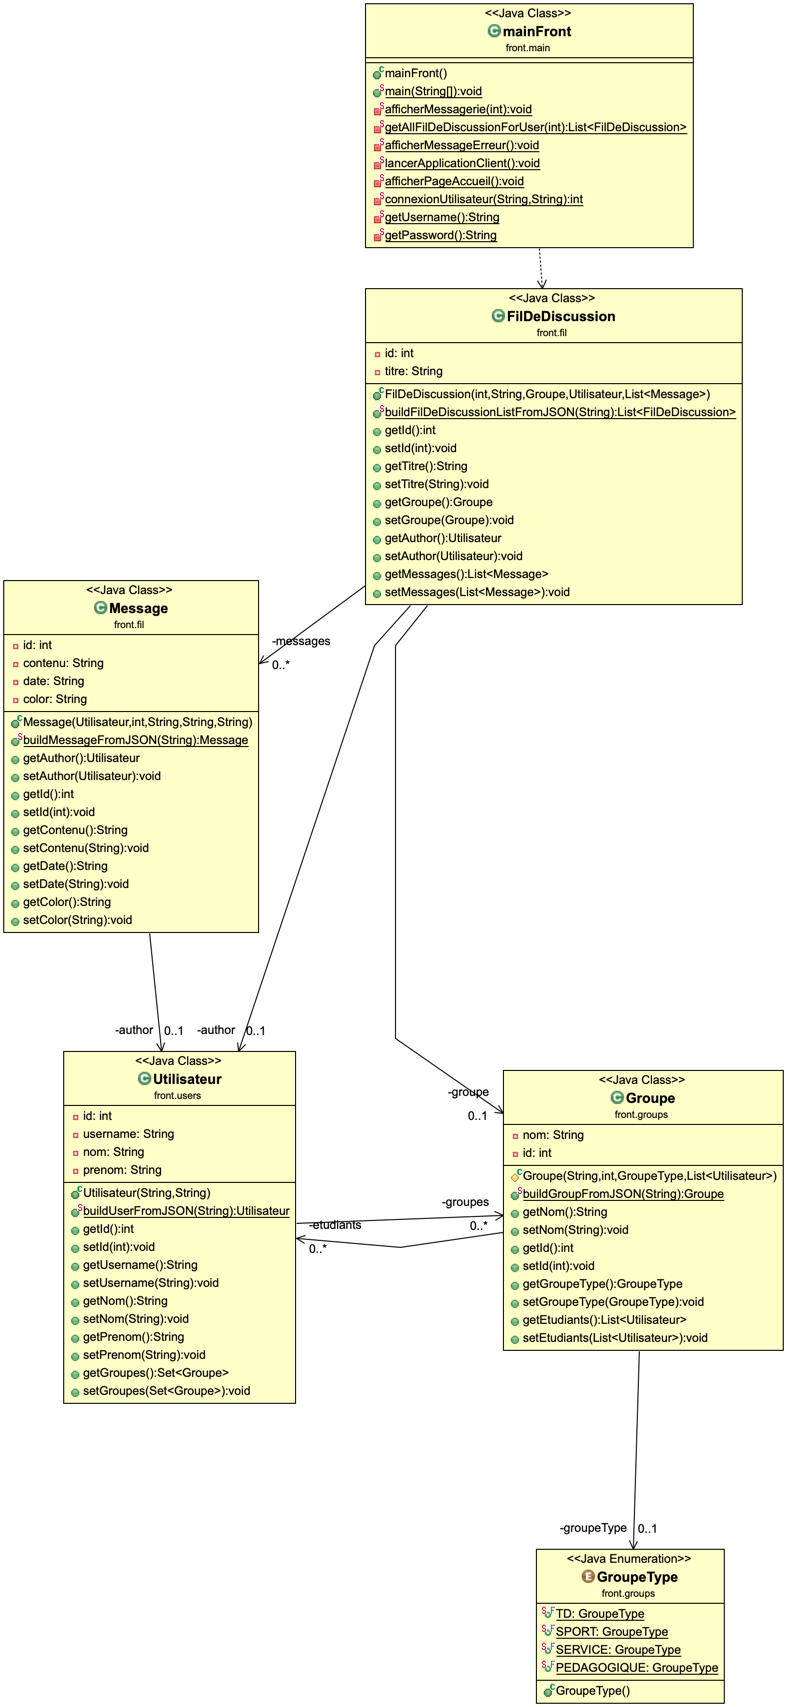 <<Java Class>>
mainFront
front.main
mainFront()
main(String[]):void
afficherMessagerie(int):void
getAllFilDeDiscussionForUser(int):List<FilDeDiscussion>
afficherMessageErreur():void
lancerApplicationClient():void
afficherPageAccueil():void
connexionUtilisateur(String,String):int
getUsername():String
getPassword():String
<<Java Class>>
FilDeDiscussion
front.fil
id: int
titre: String
FilDeDiscussion(int,String,Groupe,Utilisateur,List<Message>)
buildFilDeDiscussionListFromJSON(String):List<FilDeDiscussion>
getId():int
setId(int):void
getTitre():String
setTitre(String):void
getGroupe():Groupe
setGroupe(Groupe):void
getAuthor():Utilisateur
setAuthor(Utilisateur):void
getMessages():List<Message>
setMessages(List<Message>):void
-messages
0..*
<<Java Class>>
Message
front.fil
id: int
contenu: String
date: String
color: String
Message(Utilisateur,int,String,String,String)
buildMessageFromJSON(String):Message
getAuthor():Utilisateur
setAuthor(Utilisateur):void
getId():int
setId(int):void
getContenu():String
setContenu(String):void
getDate():String
setDate(String):void
getColor():String
setColor(String):void
-author 0..1
-author 0..1
<<Java Class>>
Utilisateur
front.users
id: int
username: String
nom: String
prenom: String
Utilisateur(String,String)
buildUserFromJSON(String):Utilisateur
getId():int
setId(int):void
getUsername():String
setUsername(String):void
getNom():String
setNom(String):void
getPrenom():String
setPrenom(String):void
getGroupes():Set<Groupe>
setGroupes(Set<Groupe>):void
-groupe
0..1
-groupes
0..*
-etudiants
0..*
<<Java Class>>
Groupe
front.groups
nom: String
id: int
Groupe(String,int,GroupeType,List<Utilisateur>)
buildGroupFromJSON(String):Groupe
getNom():String
setNom(String):void
getId():int
setId(int):void
getGroupeType():GroupeType
setGroupeType(GroupeType):void
getEtudiants():List<Utilisateur>
setEtudiants(List<Utilisateur>):void
-groupeType 0..1
<<Java Enumeration>>
GroupeType
front.groups
TD: GroupeType
SPORT: GroupeType
SERVICE: GroupeType
PEDAGOGIQUE: GroupeType
GroupeType()